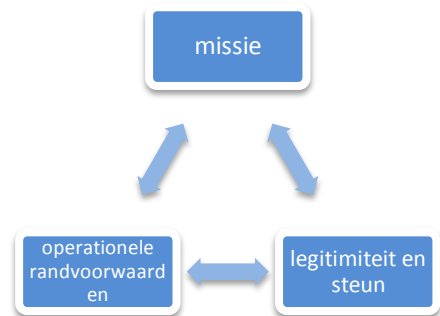 missie
operationele
randvoorwaard
en
legitimiteit en
steun